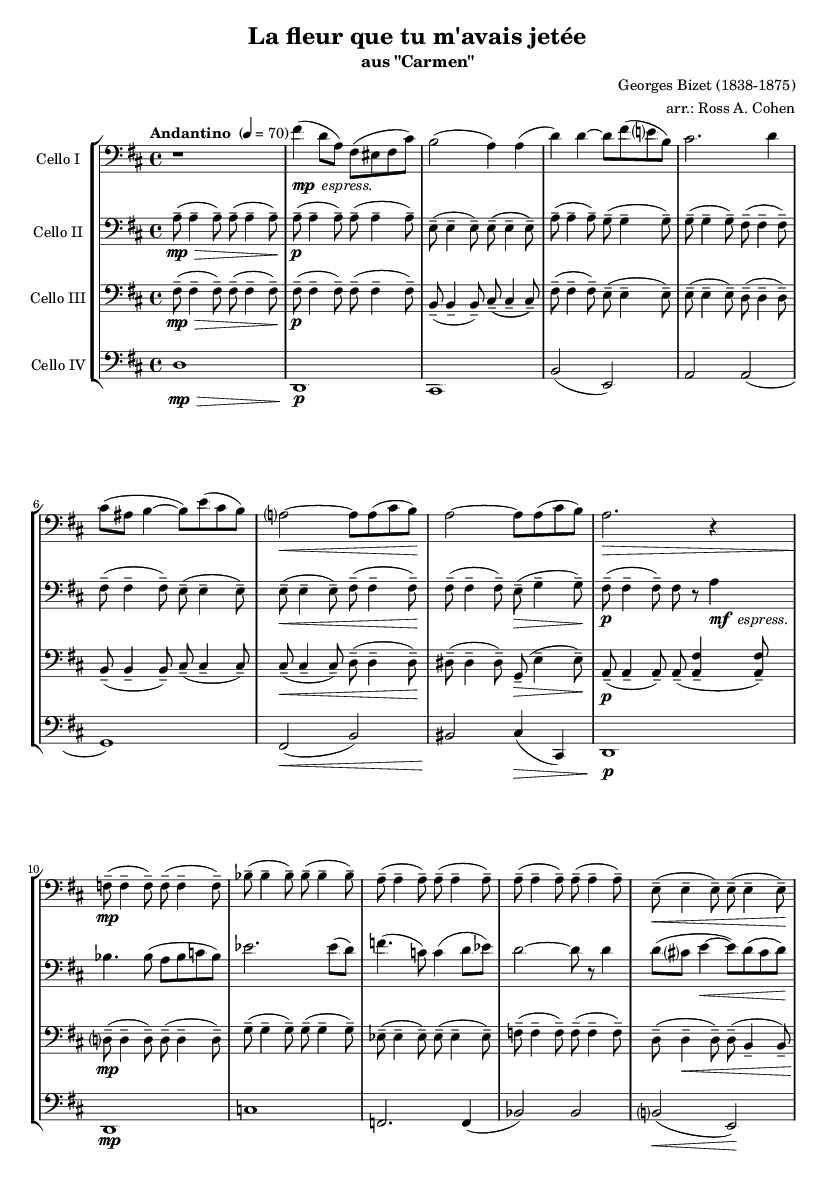 La fleur que tu m'avais jetée
aus "Carmen"
Georges Bizet (1838-1875)
arr.: Ross A. Cohen
Andantino (♩ = 70)
Cello I
mp espress.
Cello II
mp p
Cello III
mp p
Cello IV
mp p
6
p mf espress.
p
p
10
mp
mp
mp